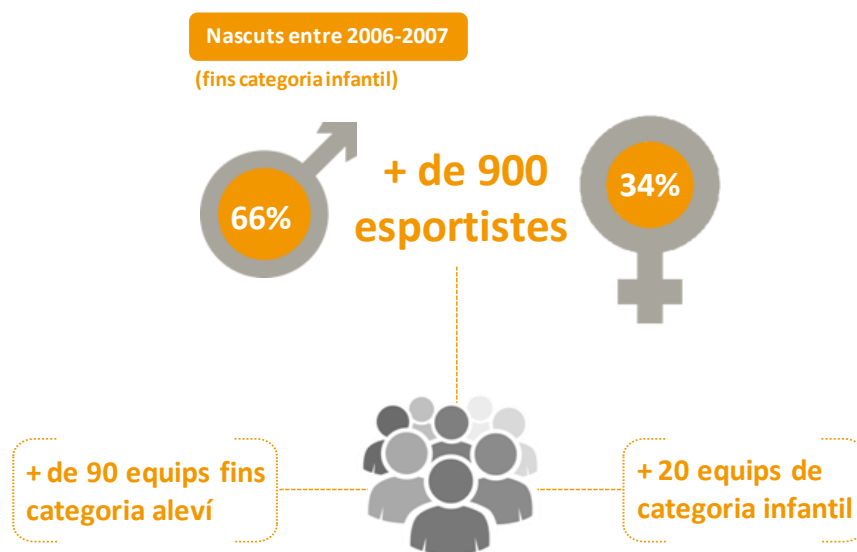 Nascuts entre 2006-2007
(fins categoria infantil)
66%
+ de 900
esportistes
34%
+ de 90 equips fins
categoria aleví
+ 20 equips de
categoria infantil